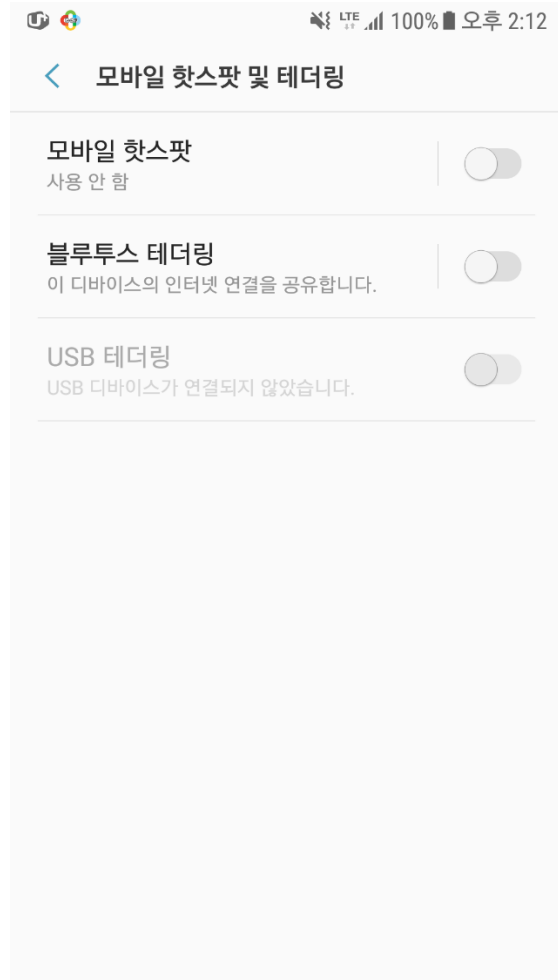 LTE 100% 오후 2:12
모바일 핫스팟 및 테더링
모바일 핫스팟
사용 안 함
블루투스 테더링
이 디바이스의 인터넷 연결을 공유합니다.
USB 테더링
USB 디바이스가 연결되지 않았습니다.